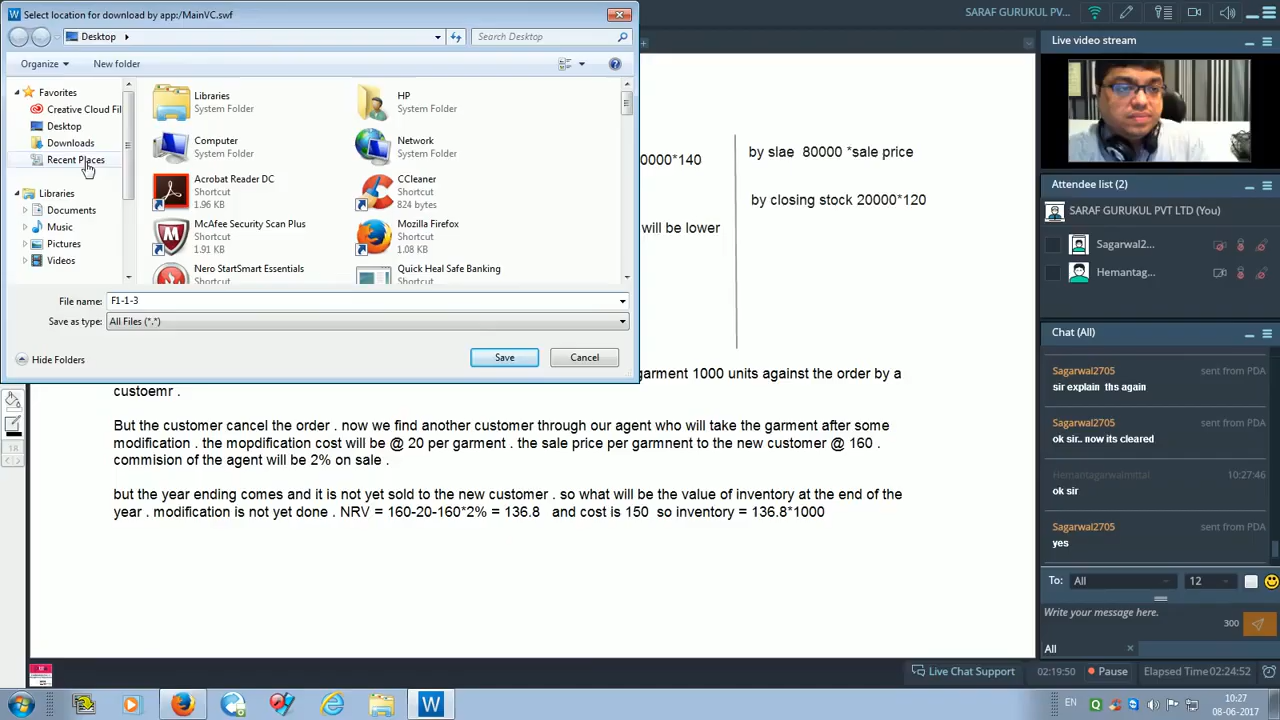 Select location for download by app:/MainVC.swf
SARAF GURUKUL PV...
Desktop
Search Desktop
Organize
New folder
Favorites
Creative Cloud Fil
Desktop
Downloads
Recent Places
Libraries
Documents
Music
Pictures
Videos
Libraries
System Folder
HP
System Folder
Computer
System Folder
Network
System Folder
Acrobat Reader DC
Shortcut
1.96 KB
CCleaner
Shortcut
824 bytes
McAfee Security Scan Plus
Shortcut
1.91 KB
Mozilla Firefox
Shortcut
1.08 KB
Nero StartSmart Essentials
Quick Heal Safe Banking
File name: F1-1-3
Save as type: All Files (*.*)
Hide Folders
Save
Cancel
0000*140
by slae 80000 *sale price
by closing stock 20000*120
will be lower
garment 1000 units against the order by a
custoemr .
But the customer cancel the order . now we find another customer through our agent who will take the garment after some
modification . the mopdification cost will be @ 20 per garment . the sale price per garmnent to the new customer @ 160 .
commision of the agent will be 2% on sale .
but the year ending comes and it is not yet sold to the new customer . so what will be the value of inventory at the end of the
year . modification is not yet done . NRV = 160-20-160*2% = 136.8 and cost is 150 so inventory = 136.8*1000
Live video stream
Attendee list (2)
SARAF GURUKUL PVT LTD (You)
Sagarwal2...
Hemantag...
Chat (All)
Sagarwal2705 sent from PDA
sir explain ths again
Sagarwal2705 sent from PDA
ok sir.. now its cleared
Hemantagarwalmittal 10:27:46
ok sir
Sagarwal2705 sent from PDA
yes
To: All 12
Write your message here.
300
All
Live Chat Support
02:19:50
Pause
Elapsed Time: 02:24:52
EN
10:27
08-06-2017